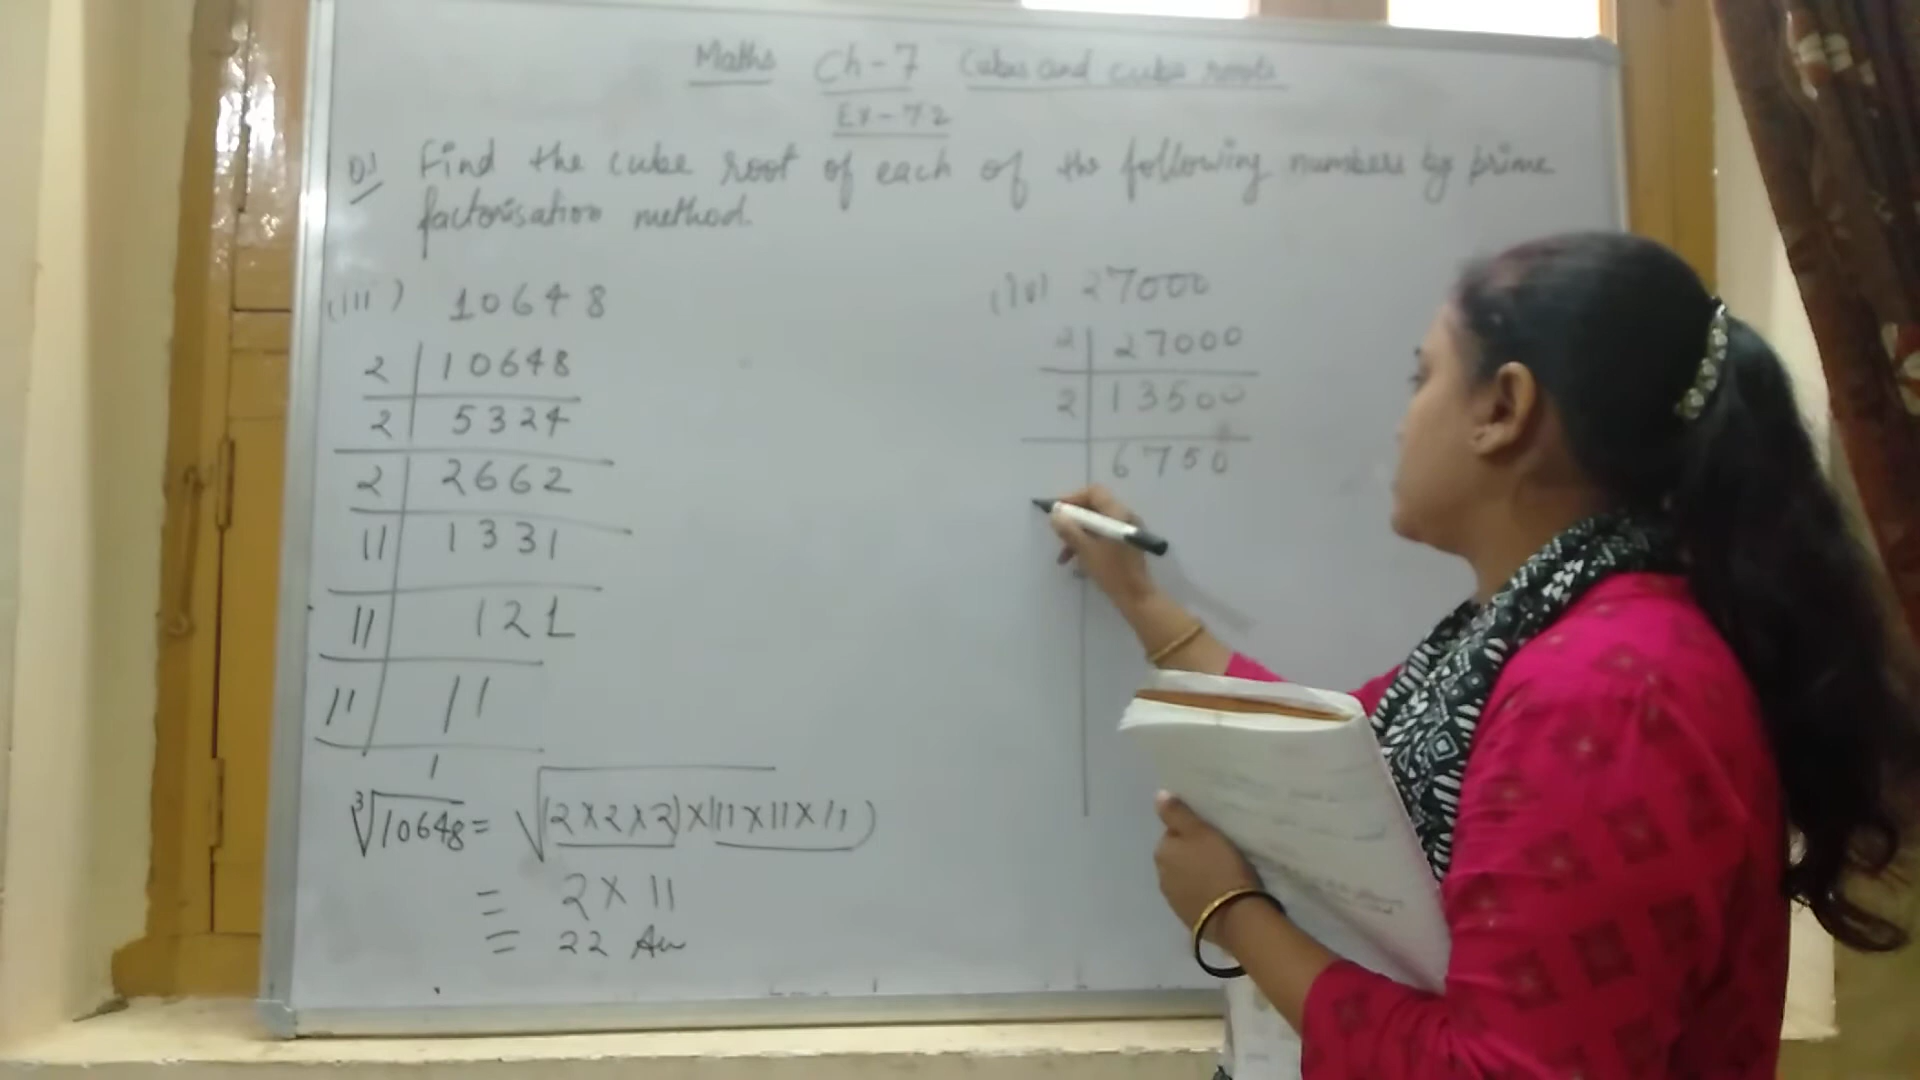 Maths Ch-7 Cubes and cube roots
Ex-7.2
Q1 Find the cube root of each of the following numbers by prime
factorisation method.
(iii) 10648
2 | 10648
2 | 5324
2 | 2662
11 | 1331
11 | 121
11 | 11
1
∛10648 = √(2×2×2)×(11×11×11)
= 2×11
= 22 Ans
(iv) 27000
2 | 27000
2 | 13500
6750